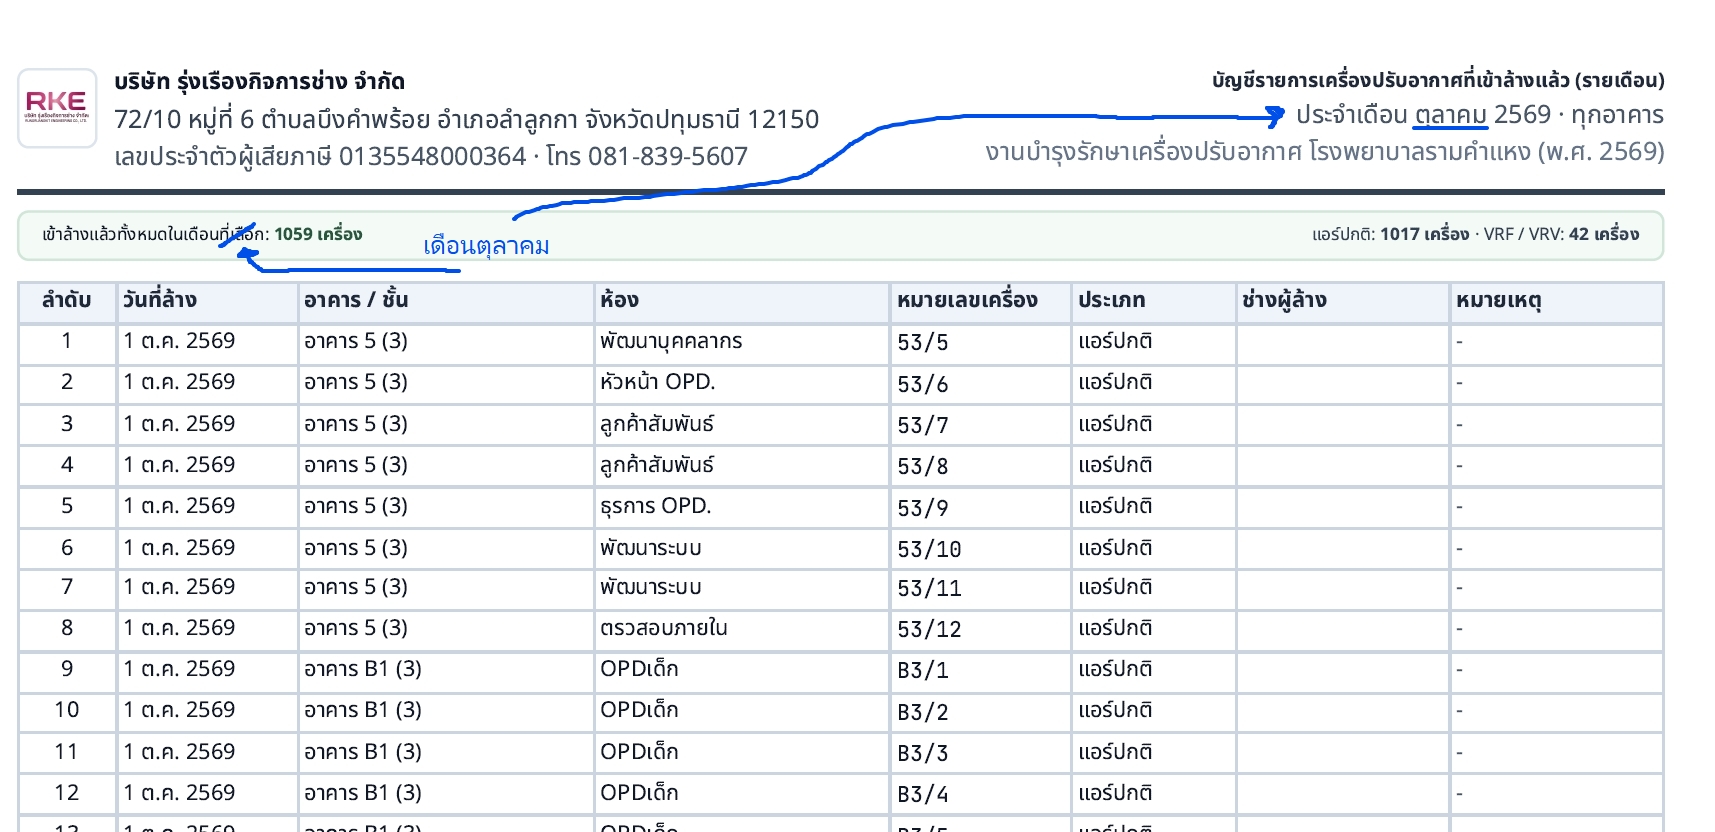 RKE
บริษัท รุ่งเรืองกิจการช่าง จำกัด
72/10 หมู่ที่ 6 ตำบลบึงคำพร้อย อำเภอลำลูกกา จังหวัดปทุมธานี 12150
เลขประจำตัวผู้เสียภาษี 0135548000364 · โทร 081-839-5607
บัญชีรายการเครื่องปรับอากาศที่เข้าล้างแล้ว (รายเดือน)
ประจำเดือน ตุลาคม 2569 · ทุกอาคาร
งานบำรุงรักษาเครื่องปรับอากาศ โรงพยาบาลรามคำแหง (พ.ศ. 2569)
เข้าล้างแล้วทั้งหมดในเดือนที่เลือก: 1059 เครื่อง
เดือนตุลาคม
แอร์ปกติ: 1017 เครื่อง · VRF / VRV: 42 เครื่อง
ลำดับ วันที่ล้าง อาคาร / ชั้น ห้อง หมายเลขเครื่อง ประเภท ช่างผู้ล้าง หมายเหตุ
1 1 ต.ค. 2569 อาคาร 5 (3) พัฒนาบุคคลากร 53/5 แอร์ปกติ -
2 1 ต.ค. 2569 อาคาร 5 (3) หัวหน้า OPD. 53/6 แอร์ปกติ -
3 1 ต.ค. 2569 อาคาร 5 (3) ลูกค้าสัมพันธ์ 53/7 แอร์ปกติ -
4 1 ต.ค. 2569 อาคาร 5 (3) ลูกค้าสัมพันธ์ 53/8 แอร์ปกติ -
5 1 ต.ค. 2569 อาคาร 5 (3) ธุรการ OPD. 53/9 แอร์ปกติ -
6 1 ต.ค. 2569 อาคาร 5 (3) พัฒนาระบบ 53/10 แอร์ปกติ -
7 1 ต.ค. 2569 อาคาร 5 (3) พัฒนาระบบ 53/11 แอร์ปกติ -
8 1 ต.ค. 2569 อาคาร 5 (3) ตรวสอบภายใน 53/12 แอร์ปกติ -
9 1 ต.ค. 2569 อาคาร B1 (3) OPDเด็ก B3/1 แอร์ปกติ -
10 1 ต.ค. 2569 อาคาร B1 (3) OPDเด็ก B3/2 แอร์ปกติ -
11 1 ต.ค. 2569 อาคาร B1 (3) OPDเด็ก B3/3 แอร์ปกติ -
12 1 ต.ค. 2569 อาคาร B1 (3) OPDเด็ก B3/4 แอร์ปกติ -